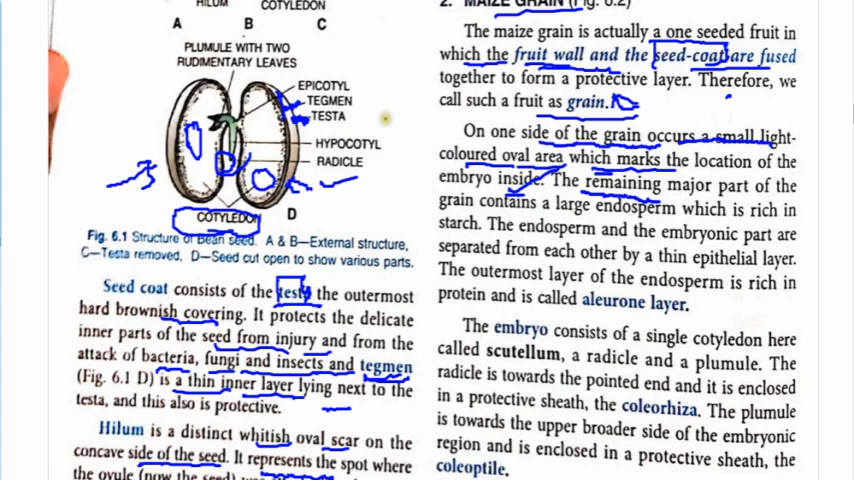 HILUM
COTYLEDON
A
B
C
PLUMULE WITH TWO
RUDIMENTARY LEAVES
EPICOTYL
TEGMEN
TESTA
HYPOCOTYL
RADICLE
COTYLEDON
D
Fig. 6.1 Structure of Bean seed. A & B—External structure,
C—Testa removed, D—Seed cut open to show various parts.
Seed coat consists of the testa, the outermost
hard brownish covering. It protects the delicate
inner parts of the seed from injury and from the
attack of bacteria, fungi and insects and tegmen
(Fig. 6.1 D) is a thin inner layer lying next to the
testa, and this also is protective.
Hilum is a distinct whitish oval scar on the
concave side of the seed. It represents the spot where
the ovule (now the seed) was
2. MAIZE GRAIN (Fig. 6.2)
The maize grain is actually a one seeded fruit in
which the fruit wall and the seed-coat are fused
together to form a protective layer. Therefore, we
call such a fruit as grain.
On one side of the grain occurs a small light-
coloured oval area which marks the location of the
embryo inside. The remaining major part of the
grain contains a large endosperm which is rich in
starch. The endosperm and the embryonic part are
separated from each other by a thin epithelial layer.
The outermost layer of the endosperm is rich in
protein and is called aleurone layer.
The embryo consists of a single cotyledon here
called scutellum, a radicle and a plumule. The
radicle is towards the pointed end and it is enclosed
in a protective sheath, the coleorhiza. The plumule
is towards the upper broader side of the embryonic
region and is enclosed in a protective sheath, the
coleoptile.